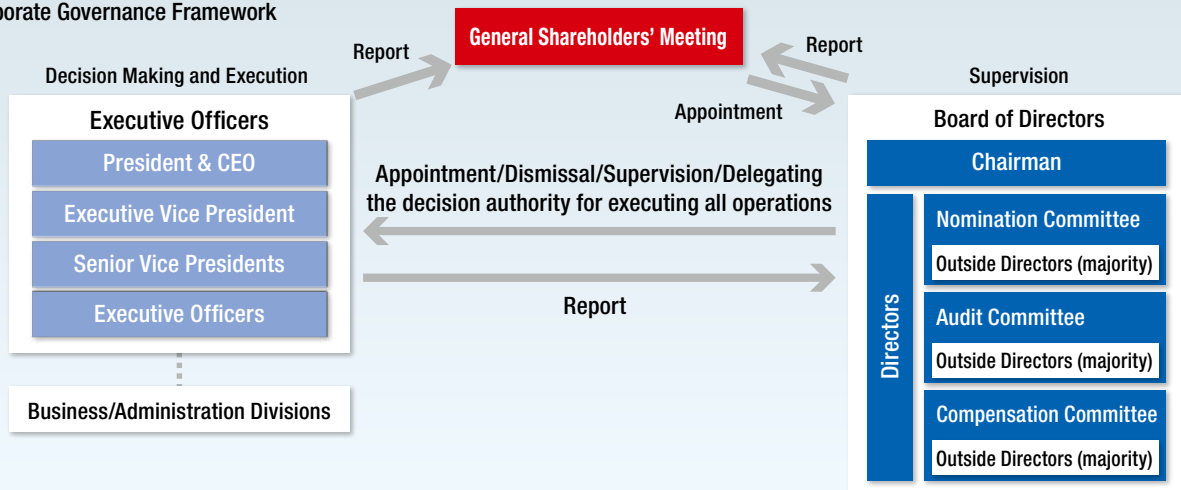 porate Governance Framework
General Shareholders' Meeting
Report
Report
Appointment
Decision Making and Execution
Executive Officers
President & CEO
Executive Vice President
Senior Vice Presidents
Executive Officers
Business/Administration Divisions
Appointment/Dismissal/Supervision/Delegating
the decision authority for executing all operations
Report
Supervision
Board of Directors
Chairman
Directors
Nomination Committee
Outside Directors (majority)
Audit Committee
Outside Directors (majority)
Compensation Committee
Outside Directors (majority)